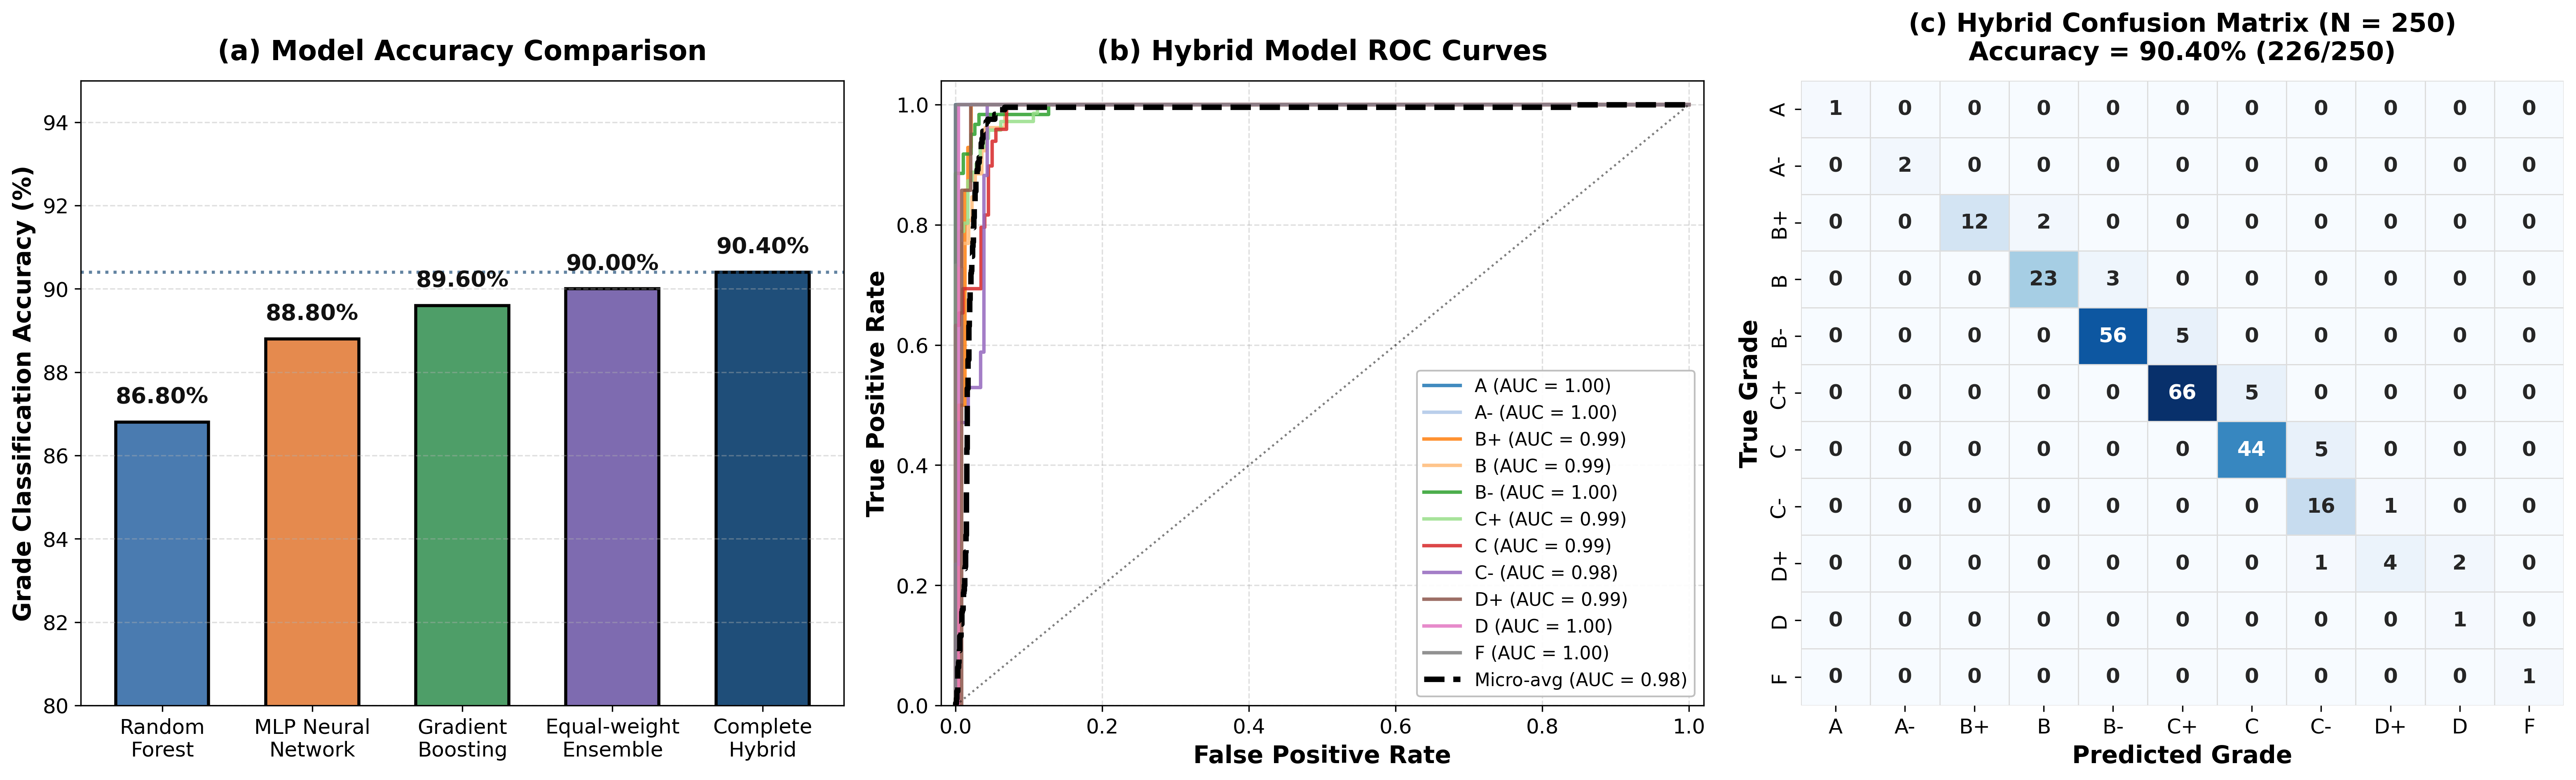 (a) Model Accuracy Comparison
Grade Classification Accuracy (%)
94
92
90
88
86
84
82
80
86.80%
88.80%
89.60%
90.00%
90.40%
Random Forest
MLP Neural Network
Gradient Boosting
Equal-weight Ensemble
Complete Hybrid
(b) Hybrid Model ROC Curves
True Positive Rate
1.0
0.8
0.6
0.4
0.2
0.0
A (AUC = 1.00)
A- (AUC = 1.00)
B+ (AUC = 0.99)
B (AUC = 0.99)
B- (AUC = 1.00)
C+ (AUC = 0.99)
C (AUC = 0.99)
C- (AUC = 0.98)
D+ (AUC = 0.99)
D (AUC = 1.00)
F (AUC = 1.00)
Micro-avg (AUC = 0.98)
0.0 0.2 0.4 0.6 0.8 1.0
False Positive Rate
(c) Hybrid Confusion Matrix (N = 250)
Accuracy = 90.40% (226/250)
True Grade
A 1 0 0 0 0 0 0 0 0 0 0
A- 0 2 0 0 0 0 0 0 0 0 0
B+ 0 0 12 2 0 0 0 0 0 0 0
B 0 0 0 23 3 0 0 0 0 0 0
B- 0 0 0 0 56 5 0 0 0 0 0
C+ 0 0 0 0 0 66 5 0 0 0 0
C 0 0 0 0 0 0 44 5 0 0 0
C- 0 0 0 0 0 0 0 16 1 0 0
D+ 0 0 0 0 0 0 0 1 4 2 0
D 0 0 0 0 0 0 0 0 0 1 0
F 0 0 0 0 0 0 0 0 0 0 1
A A- B+ B B- C+ C C- D+ D F
Predicted Grade